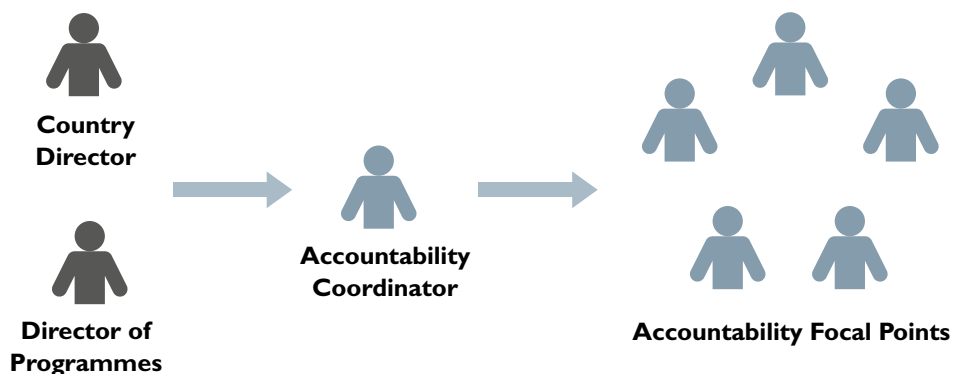 Country
Director
Director of
Programmes
Accountability
Coordinator
Accountability Focal Points